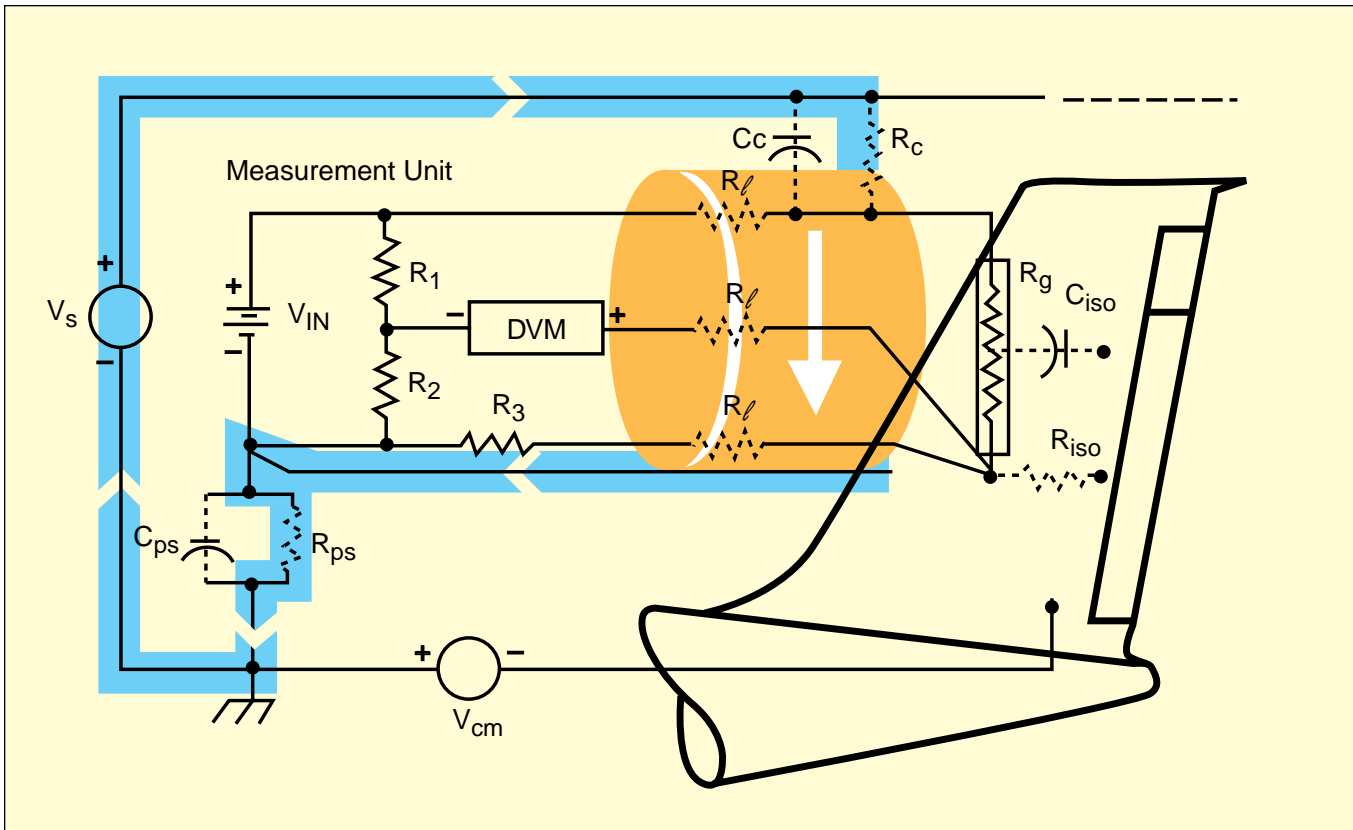 Cc
Rc
Measurement Unit
Rℓ
+
R1
Rg
Ciso
+
Vs
VIN
−
DVM
+
Rℓ
−
−
R2
R3
Rℓ
Riso
Cps
Rps
+
−
Vcm